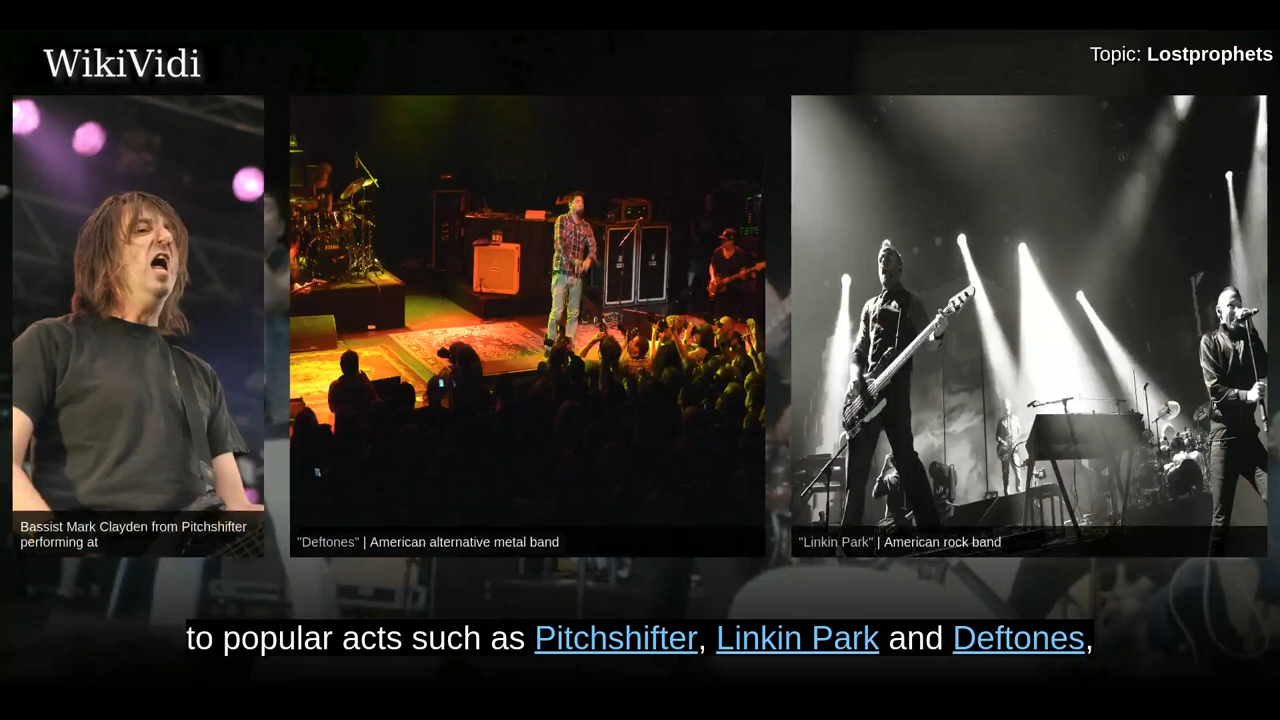 WikiVidi
Topic: Lostprophets
Bassist Mark Clayden from Pitchshifter
performing at
"Deftones" | American alternative metal band
"Linkin Park" | American rock band
to popular acts such as Pitchshifter, Linkin Park and Deftones,